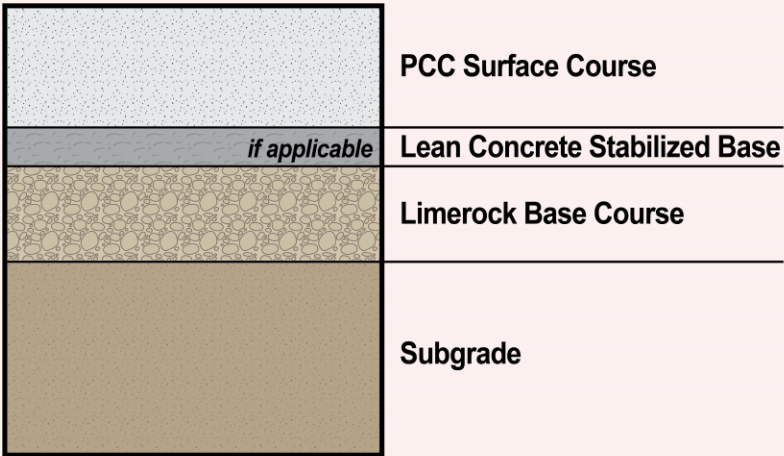 PCC Surface Course
if applicable
Lean Concrete Stabilized Base
Limerock Base Course
Subgrade